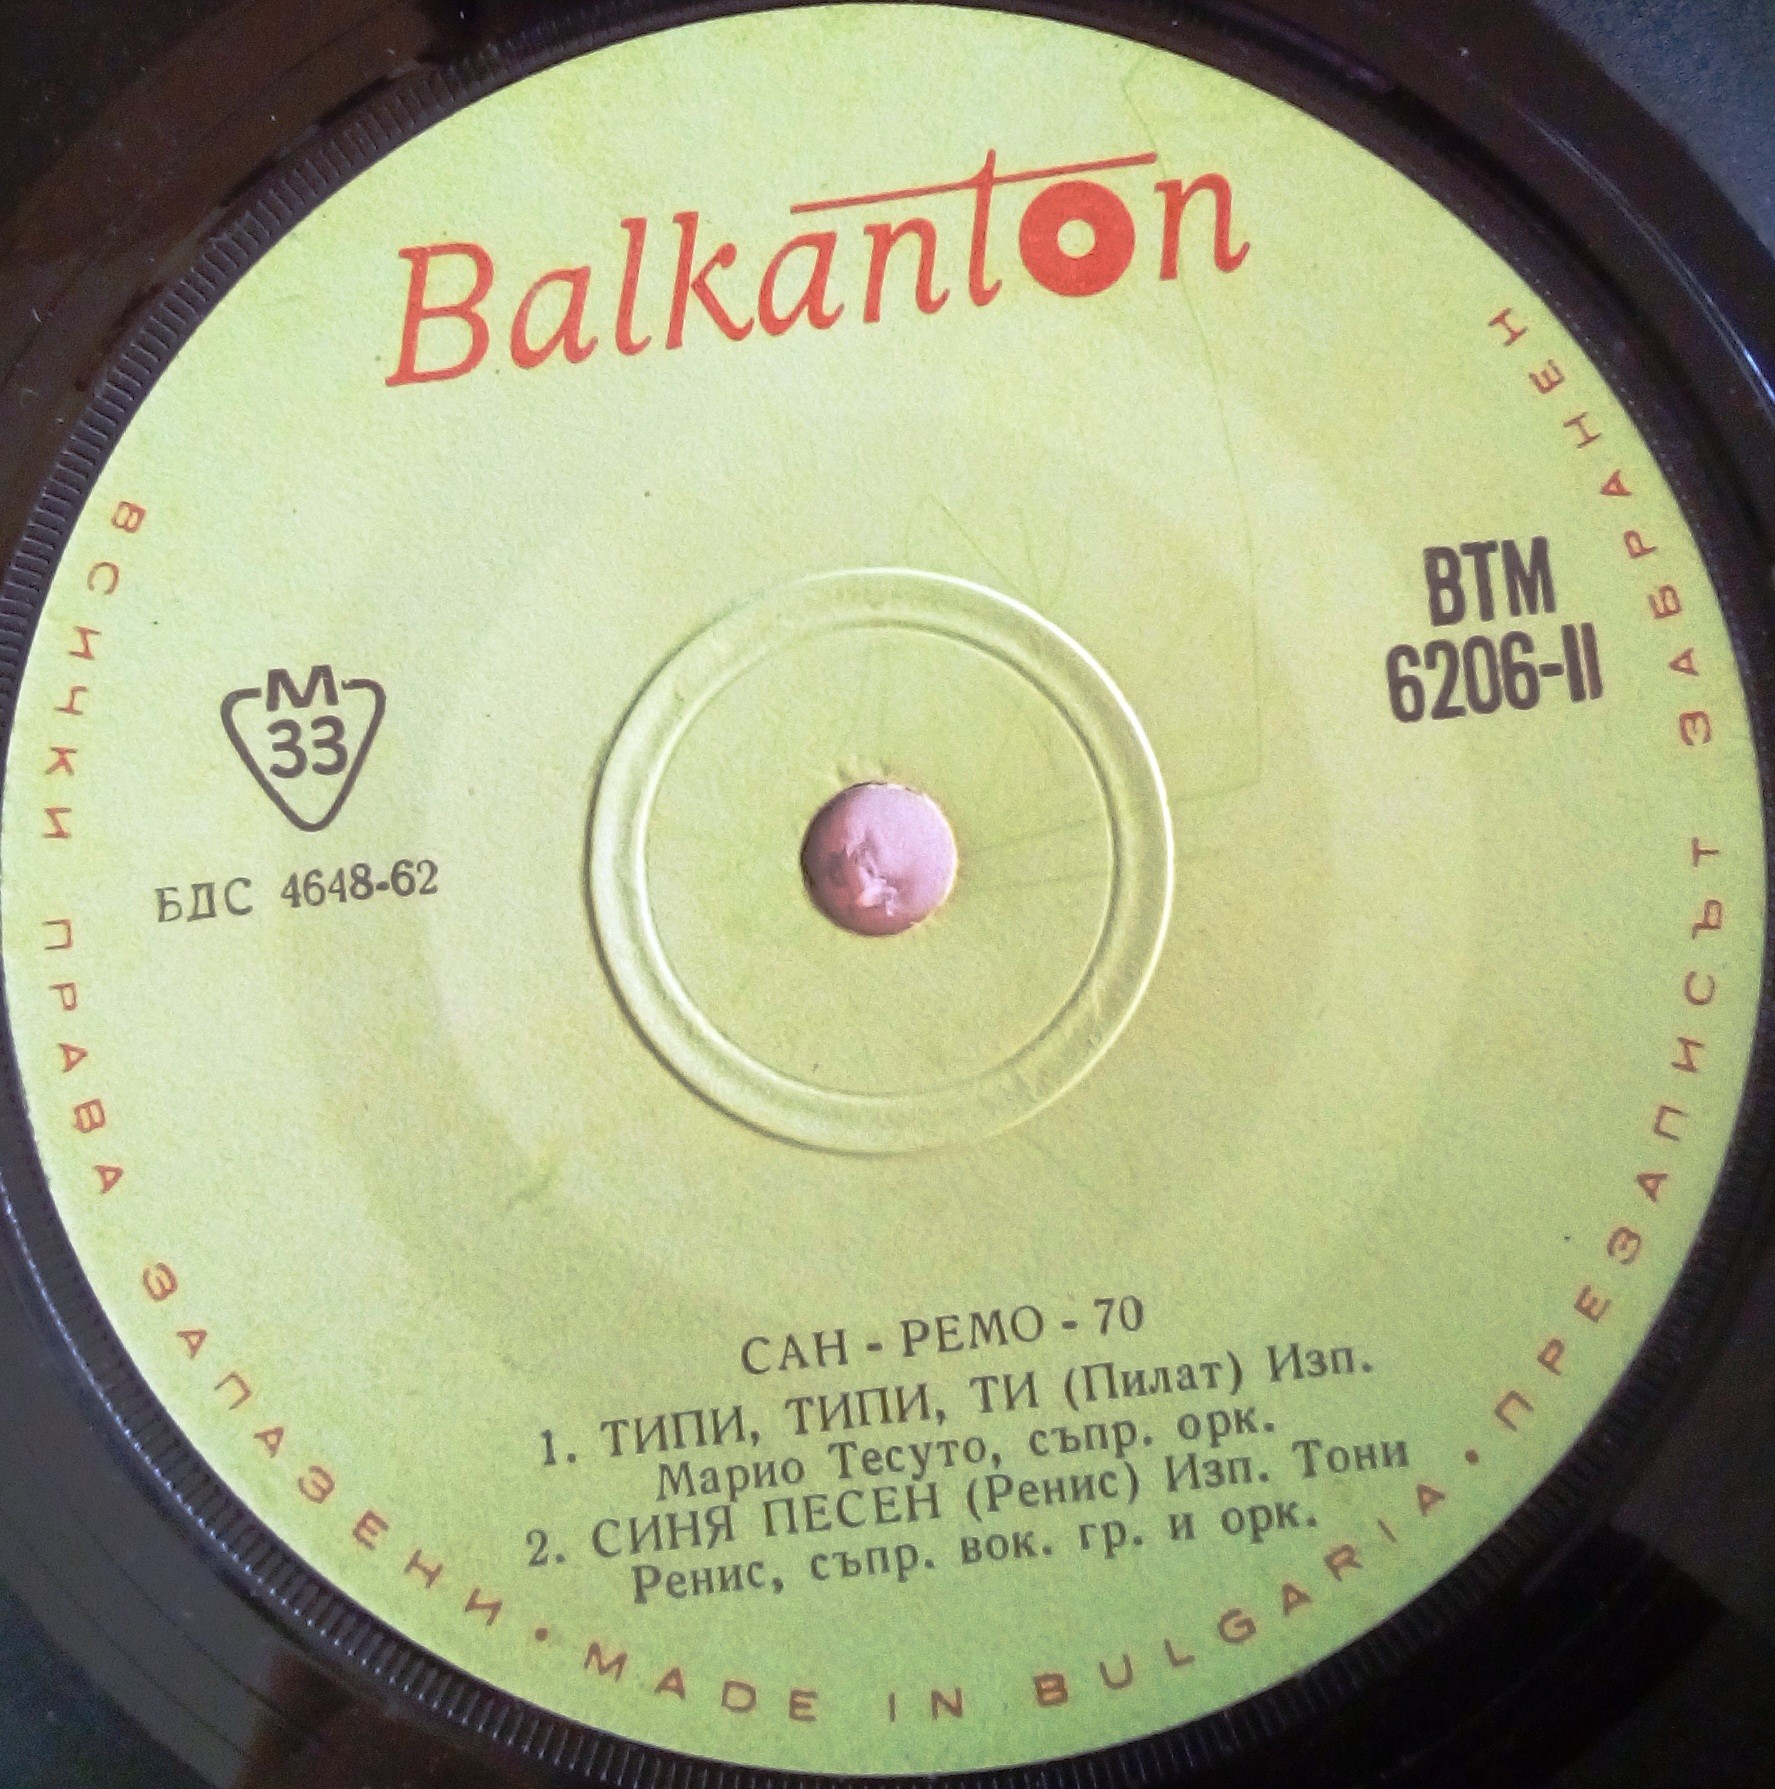 Balkanton
ВТМ
6206-II
М
33
БДС 4648-62
САН - РЕМО - 70
1. ТИПИ, ТИПИ, ТИ (Пилат) Изп.
Марио Тесуто, съпр. орк.
2. СИНЯ ПЕСЕН (Ренис) Изп. Тони
Ренис, съпр. вок. гр. и орк.
ВСИЧКИ ПРАВА ЗАПАЗЕНИ • MADE IN BULGARIA • ПРЕЗАПИСЪТ ЗАБРАНЕН